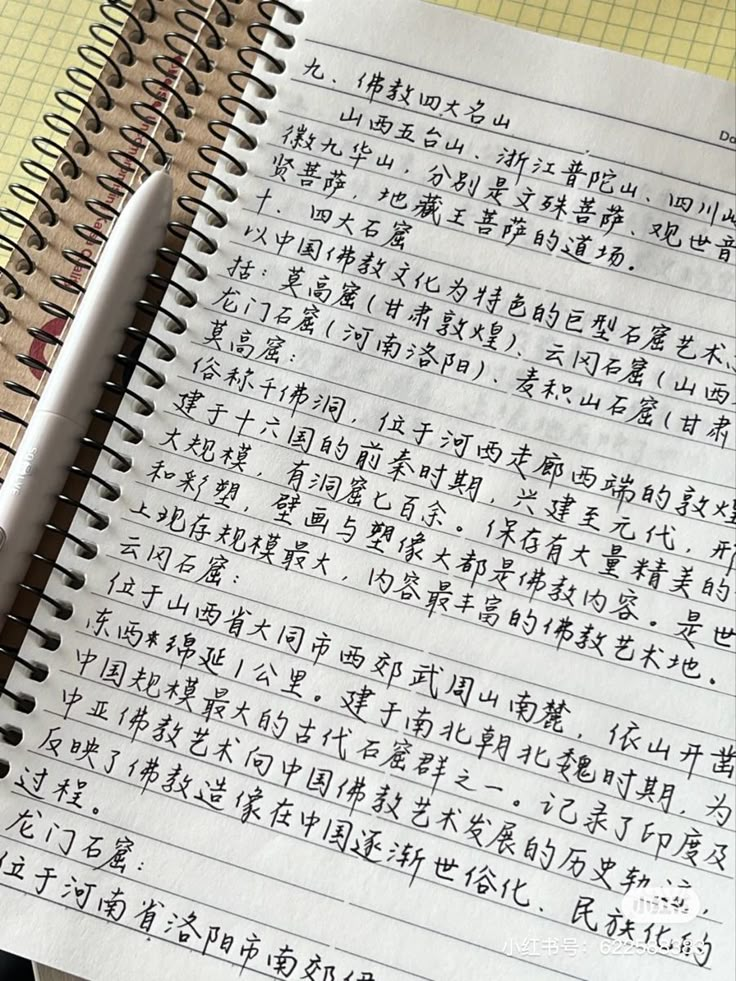 九、佛教四大名山
山西五台山、浙江普陀山、四川峨
徽九华山，分别是文殊菩萨、观世音
贤菩萨，地藏王菩萨的道场。
十、四大石窟
以中国佛教文化为特色的巨型石窟艺术
括：莫高窟(甘肃敦煌)、云冈石窟(山西
龙门石窟(河南洛阳)、麦积山石窟(甘肃
莫高窟：
俗称千佛洞，位于河西走廊西端的敦煌
建于十六国的前秦时期，兴建至元代，形
大规模，有洞窟七百余。保存有大量精美的
和彩塑，壁画与塑像大都是佛教内容。是世
上现存规模最大，内容最丰富的佛教艺术地。
云冈石窟：
位于山西省大同市西郊武周山南麓，依山开凿
东西绵延1公里。建于南北朝北魏时期，为
中国规模最大的古代石窟群之一。记录了印度及
中亚佛教艺术向中国佛教艺术发展的历史轨迹，
反映了佛教造像在中国逐渐世俗化、民族化的
过程。
龙门石窟：
位于河南省洛阳市南郊伊
Da
小红书
小红书号：